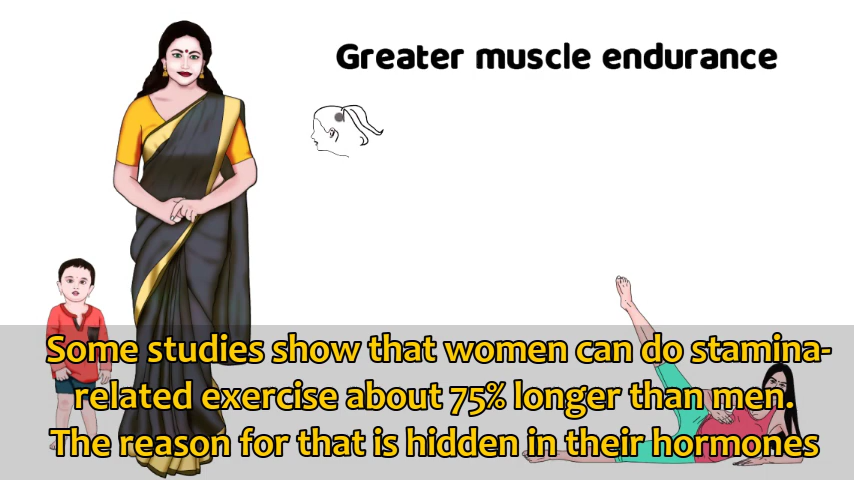 Greater muscle endurance
Some studies show that women can do stamina-
related exercise about 75% longer than men.
The reason for that is hidden in their hormones